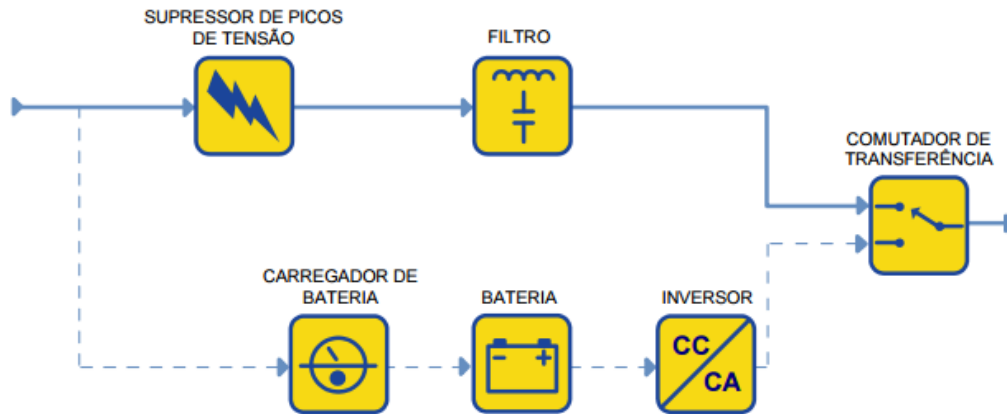 SUPRESSOR DE PICOS
DE TENSÃO
FILTRO
COMUTADOR DE
TRANSFERÊNCIA
CARREGADOR DE
BATERIA
BATERIA
INVERSOR
CC
CA